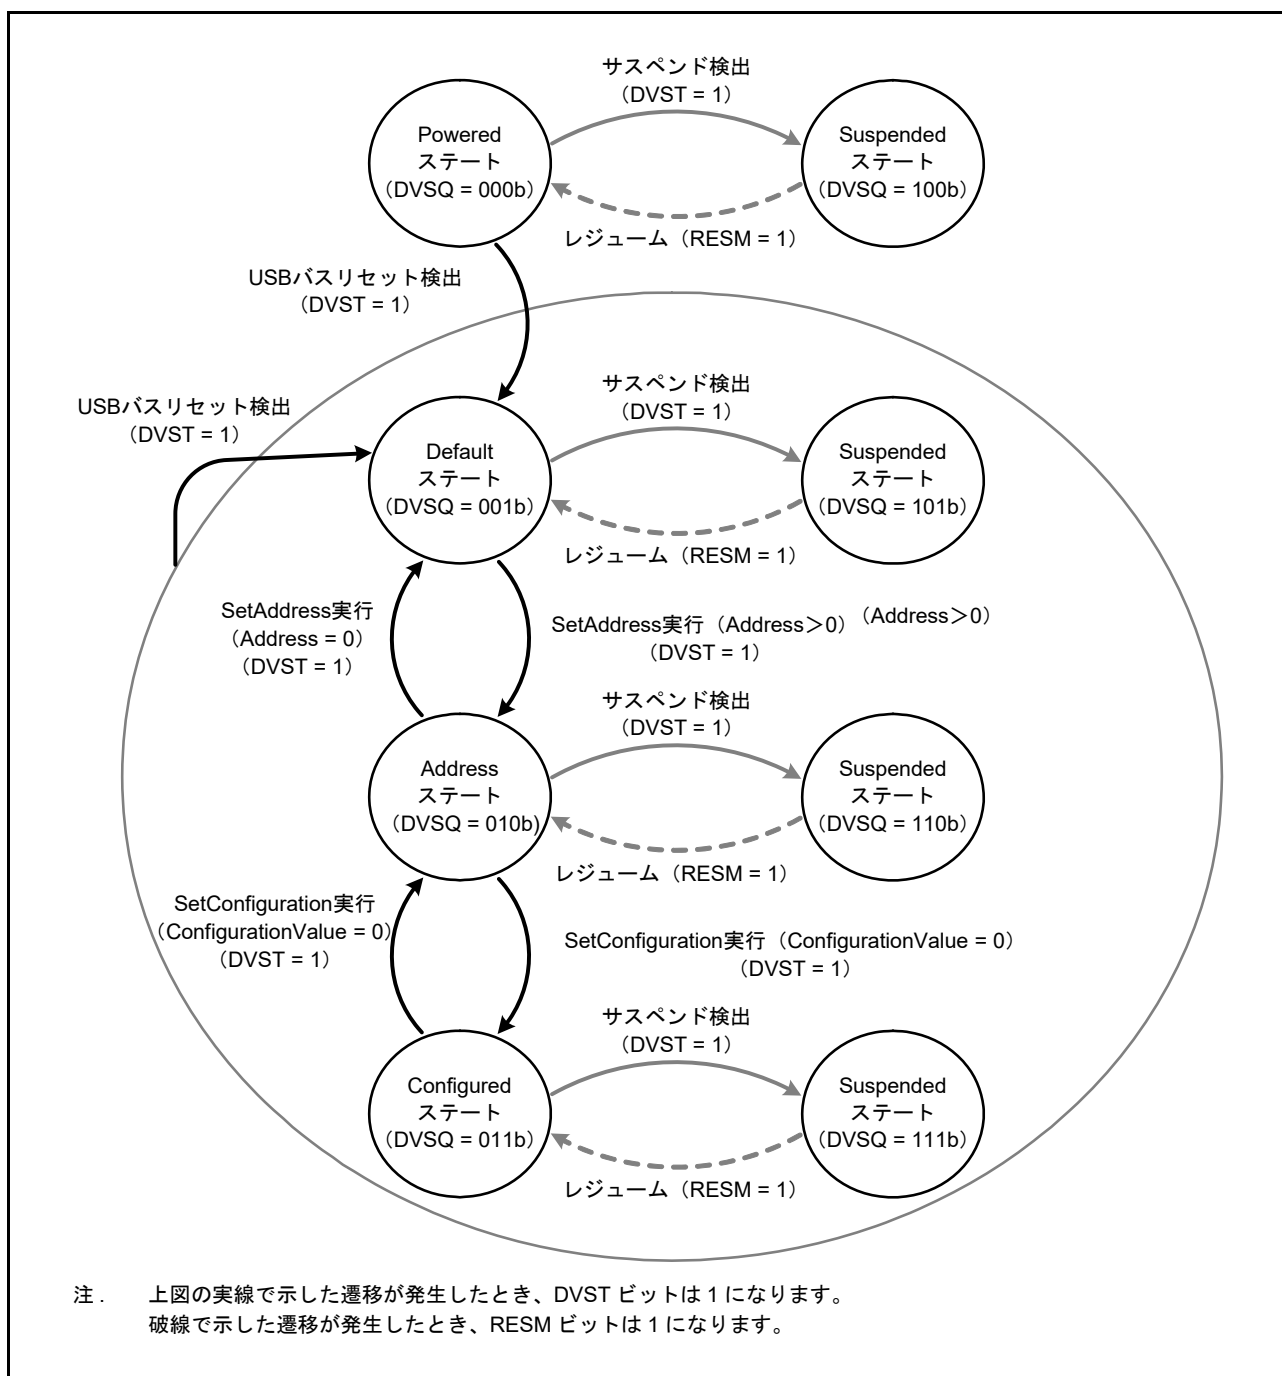 サスペンド検出
（DVST = 1）
Powered
ステート
（DVSQ = 000b）
Suspended
ステート
（DVSQ = 100b）
レジューム（RESM = 1）
USBバスリセット検出
（DVST = 1）
USBバスリセット検出
（DVST = 1）
サスペンド検出
（DVST = 1）
Default
ステート
（DVSQ = 001b）
Suspended
ステート
（DVSQ = 101b）
レジューム（RESM = 1）
SetAddress実行
（Address = 0）
（DVST = 1）
SetAddress実行（Address＞0）（Address＞0）
（DVST = 1）
サスペンド検出
（DVST = 1）
Address
ステート
（DVSQ = 010b)
Suspended
ステート
（DVSQ = 110b）
レジューム（RESM = 1）
SetConfiguration実行
（ConfigurationValue = 0）
（DVST = 1）
SetConfiguration実行（ConfigurationValue = 0）
（DVST = 1）
サスペンド検出
（DVST = 1）
Configured
ステート
（DVSQ = 011b）
Suspended
ステート
（DVSQ = 111b）
レジューム（RESM = 1）
注 .　上図の実線で示した遷移が発生したとき、DVST ビットは 1 になります。
破線で示した遷移が発生したとき、RESM ビットは 1 になります。